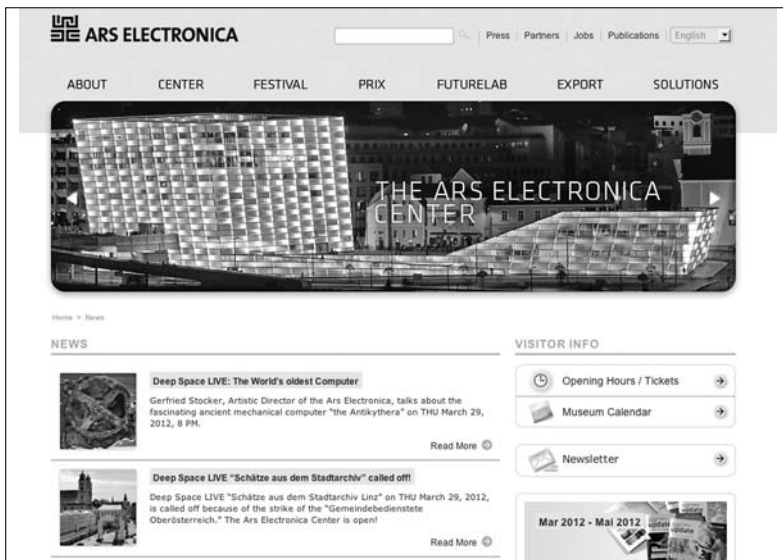 ARS ELECTRONICA
Press | Partners | Jobs | Publications | English
ABOUT CENTER FESTIVAL PRIX FUTURELAB EXPORT SOLUTIONS
THE ARS ELECTRONICA
CENTER
Home > News
NEWS
Deep Space LIVE: The World's oldest Computer
Gerfried Stocker, Artistic Director of the Ars Electronica, talks about the
fascinating ancient mechanical computer "the Antikythera" on THU March 29,
2012, 8 PM.
Read More
Deep Space LIVE "Schätze aus dem Stadtarchiv" called off!
Deep Space LIVE "Schätze aus dem Stadtarchiv Linz" on THU March 29, 2012,
is called off because of the strike of the "Gemeindebedienstete
Oberösterreich." The Ars Electronica Center is open!
Read More
VISITOR INFO
Opening Hours / Tickets
Museum Calendar
Newsletter
Mar 2012 - Mai 2012
update